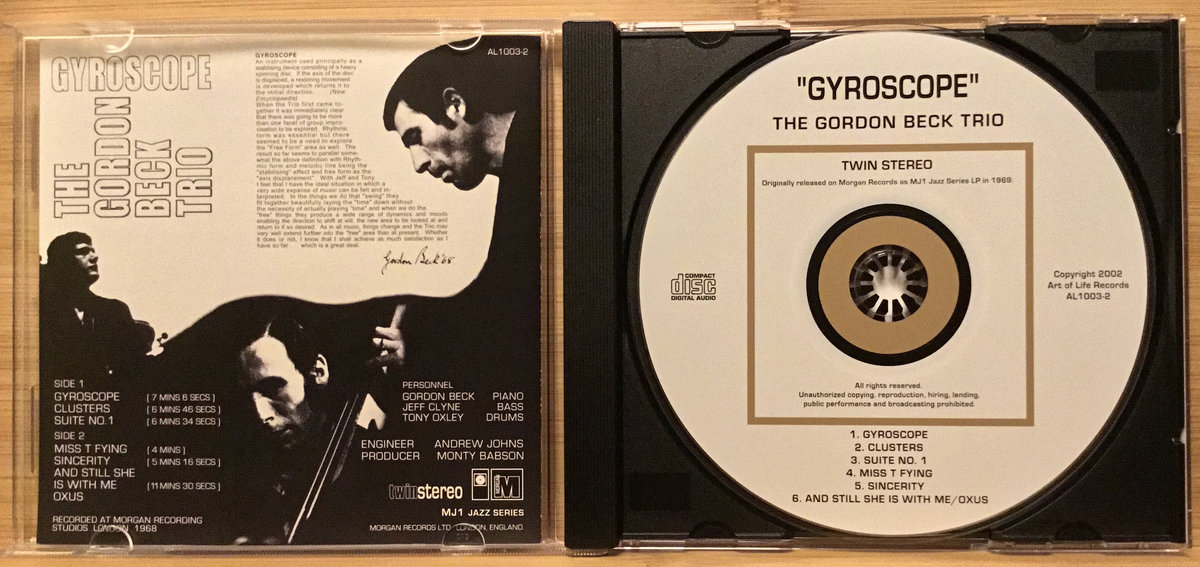 GYROSCOPE
THE
GORDON
BECK
TRIO
AL1003-2
GYROSCOPE
An instrument used principally as a
stabilising device consisting of a heavy
spinning disc. If the axis of the disc
is displaced, a restoring movement
is developed which returns it to
the initial direction. (New
Encyclopaedia)
When the Trio first came to-
gether it was immediately clear
that there was going to be more
than one facet of group impro-
visation to be explored. Rhythmic
form was essential but there
seemed to be a need to explore
the "Free Form" area as well. The
result so far seems to parallel some-
what the above definition with Rhyth-
mic form and melodic line being the
"stabilising" effect and free form as the
"axis displacement". With Jeff and Tony
I feel that I have the ideal situation in which a
very wide expanse of music can be felt and in-
terpreted. In the things we do that "swing" they
fit together beautifully laying the "time" down without
the necessity of actually playing "time" and when we do the
"free" things they produce a wide range of dynamics and moods
enabling the direction to shift at will, the new area to be looked at and
return to if so desired. As in all music, things change and the Trio may
very well extend further into the "free" area than at present. Whether
it does or not, I know that I shall achieve as much satisfaction as I
have so far which is a great deal.
Gordon Beck '68
SIDE 1
GYROSCOPE [ 7 MINS 6 SECS ]
CLUSTERS [ 6 MINS 46 SECS ]
SUITE NO.1 [ 6 MINS 34 SECS ]
SIDE 2
MISS T FYING [ 4 MINS ]
SINCERITY [ 5 MINS 16 SECS ]
AND STILL SHE
IS WITH ME [11 MINS 30 SECS ]
OXUS
RECORDED AT MORGAN RECORDING
STUDIOS LONDON 1968
PERSONNEL
GORDON BECK PIANO
JEFF CLYNE BASS
TONY OXLEY DRUMS
ENGINEER ANDREW JOHNS
PRODUCER MONTY BABSON
twinstereo
M
MJ1 JAZZ SERIES
MORGAN RECORDS LTD LONDON, ENGLAND
"GYROSCOPE"
THE GORDON BECK TRIO
TWIN STEREO
Originally released on Morgan Records as MJ1 Jazz Series LP in 1969.
COMPACT
disc
DIGITAL AUDIO
Copyright 2002
Art of Life Records
AL1003-2
All rights reserved.
Unauthorized copying, reproduction, hiring, lending,
public performance and broadcasting prohibited.
1. GYROSCOPE
2. CLUSTERS
3. SUITE NO. 1
4. MISS T FYING
5. SINCERITY
6. AND STILL SHE IS WITH ME/OXUS